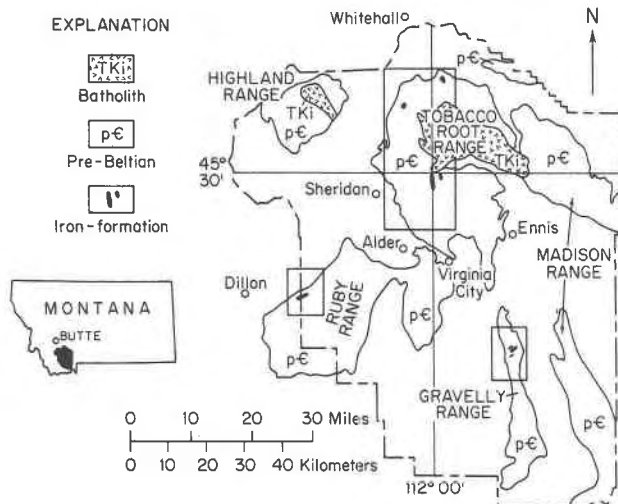 EXPLANATION
TKi
Batholith
p-Є
Pre-Beltian
Iron-formation
MONTANA
BUTTE
Whitehall
N
HIGHLAND
RANGE
TKi
p-Є
p-Є
TOBACCO
ROOT
RANGE
p-Є
TKi
p-Є
45°
30'
Sheridan
Ennis
Alder
MADISON
RANGE
Virginia
City
Dillon
RUBY
RANGE
p-Є
p-Є
GRAVELLY
RANGE
p-Є
p-Є
0 10 20 30 Miles
0 10 20 30 40 Kilometers
112° 00'